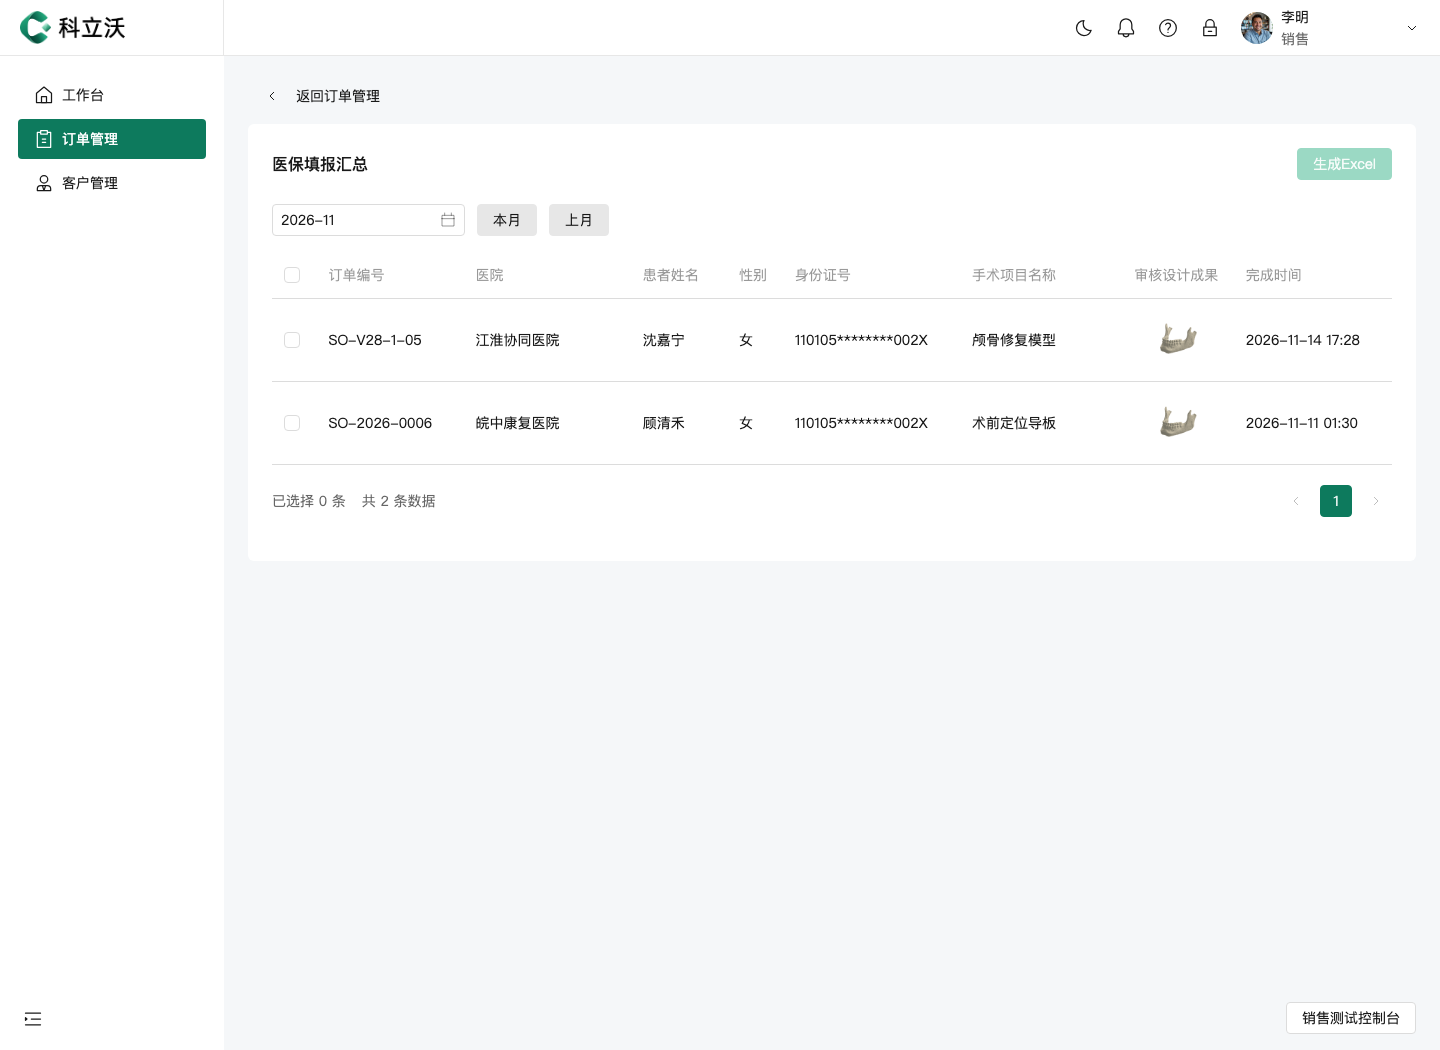 科立沃
李明
销售
工作台
订单管理
客户管理
返回订单管理
医保填报汇总
生成Excel
2026-11
本月
上月
订单编号 医院 患者姓名 性别 身份证号 手术项目名称 审核设计成果 完成时间
SO-V28-1-05 江淮协同医院 沈嘉宁 女 110105********002X 颅骨修复模型 2026-11-14 17:28
SO-2026-0006 皖中康复医院 顾清禾 女 110105********002X 术前定位导板 2026-11-11 01:30
已选择 0 条 共 2 条数据
1
销售测试控制台